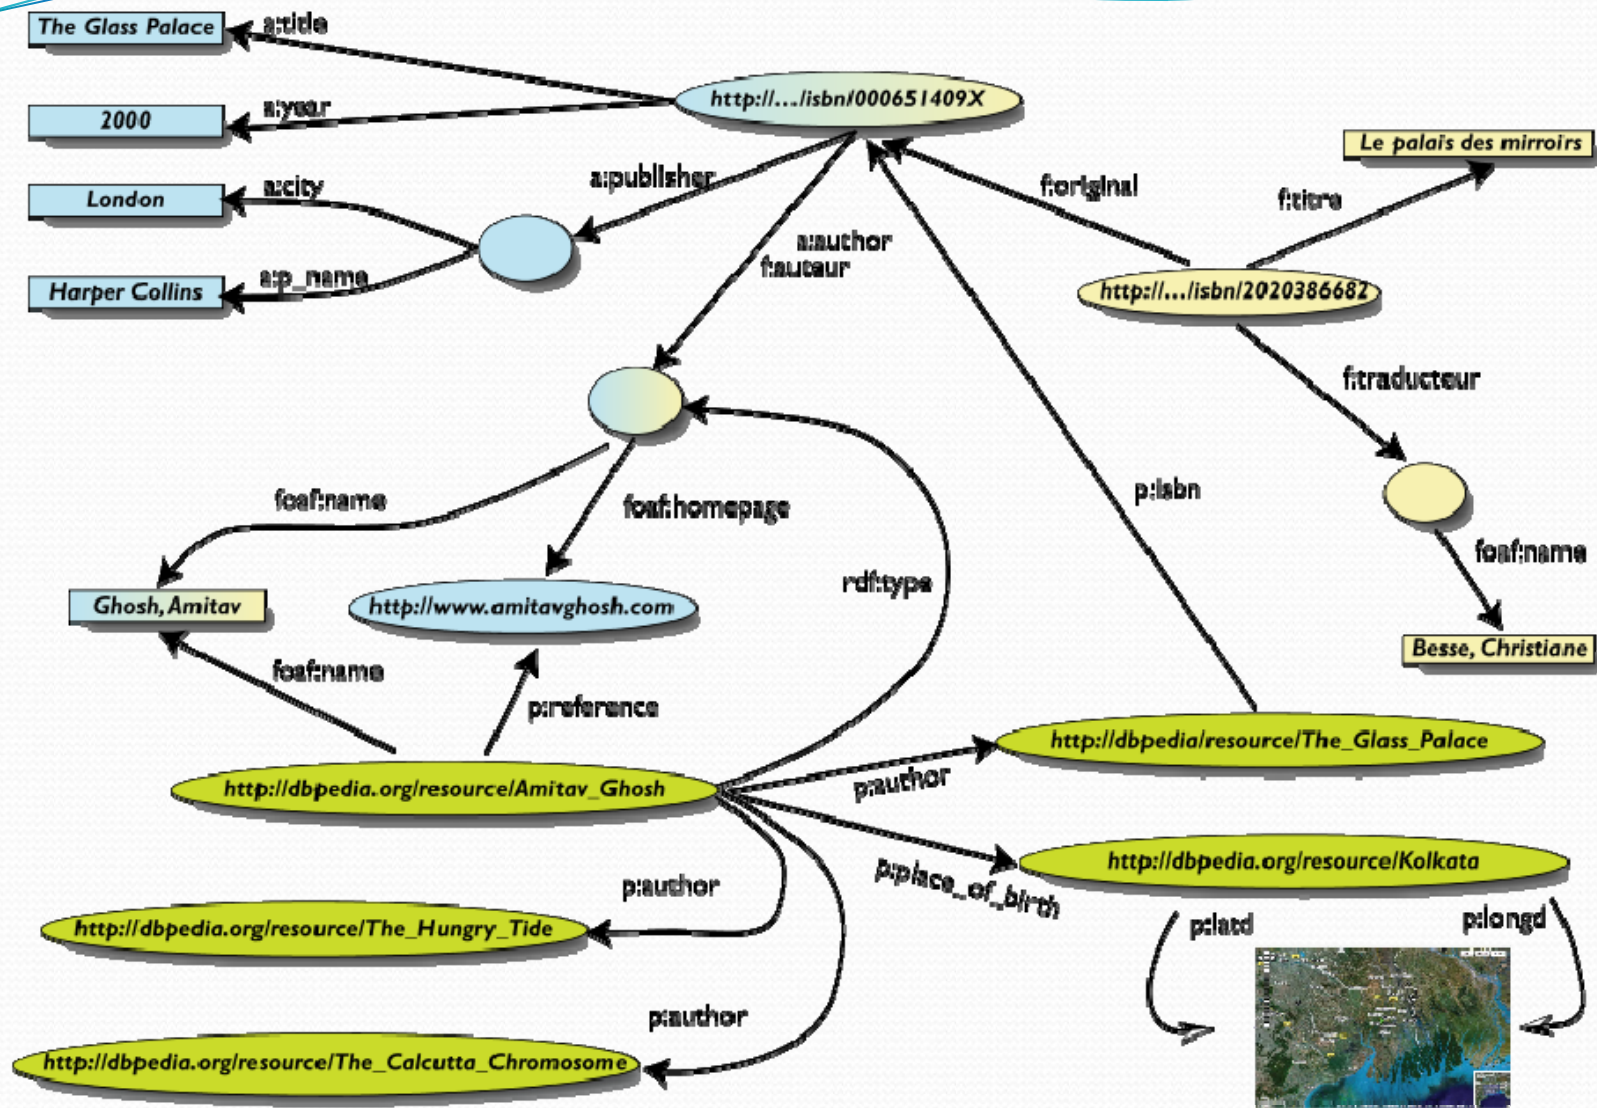 The Glass Palace
a:title
http://.../isbn/000651409X
2000
a:year
Le palais des mirroirs
London
a:city
a:publisher
f:original
f:titre
a:author
f:auteur
Harper Collins
a:p_name
http://.../isbn/2020386682
f:traducteur
foaf:name
foaf:homepage
p:isbn
foaf:name
rdf:type
Ghosh, Amitav
http://www.amitavghosh.com
Besse, Christiane
foaf:name
p:reference
http://dbpedia/resource/The_Glass_Palace
http://dbpedia.org/resource/Amitav_Ghosh
p:author
http://dbpedia.org/resource/Kolkata
p:place_of_birth
p:author
http://dbpedia.org/resource/The_Hungry_Tide
p:latd
p:longd
p:author
http://dbpedia.org/resource/The_Calcutta_Chromosome